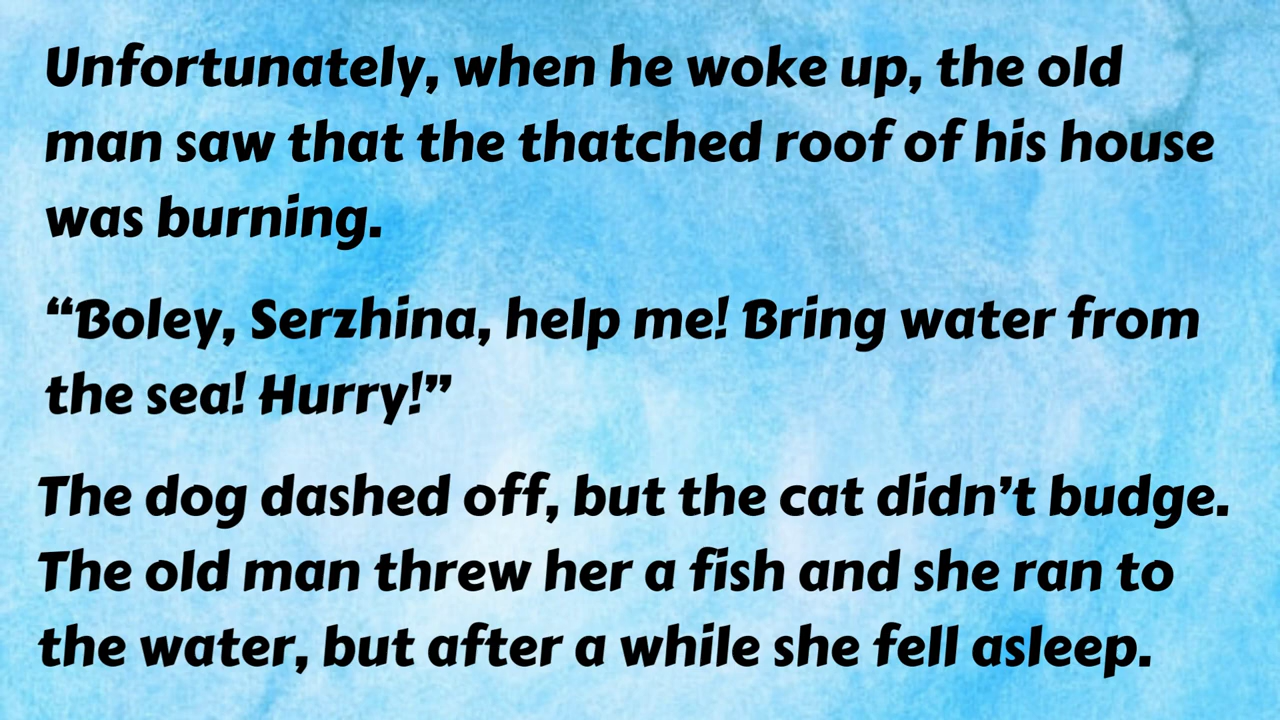 Unfortunately, when he woke up, the old
man saw that the thatched roof of his house
was burning.
“Boley, Serzhina, help me! Bring water from
the sea! Hurry!”
The dog dashed off, but the cat didn’t budge.
The old man threw her a fish and she ran to
the water, but after a while she fell asleep.